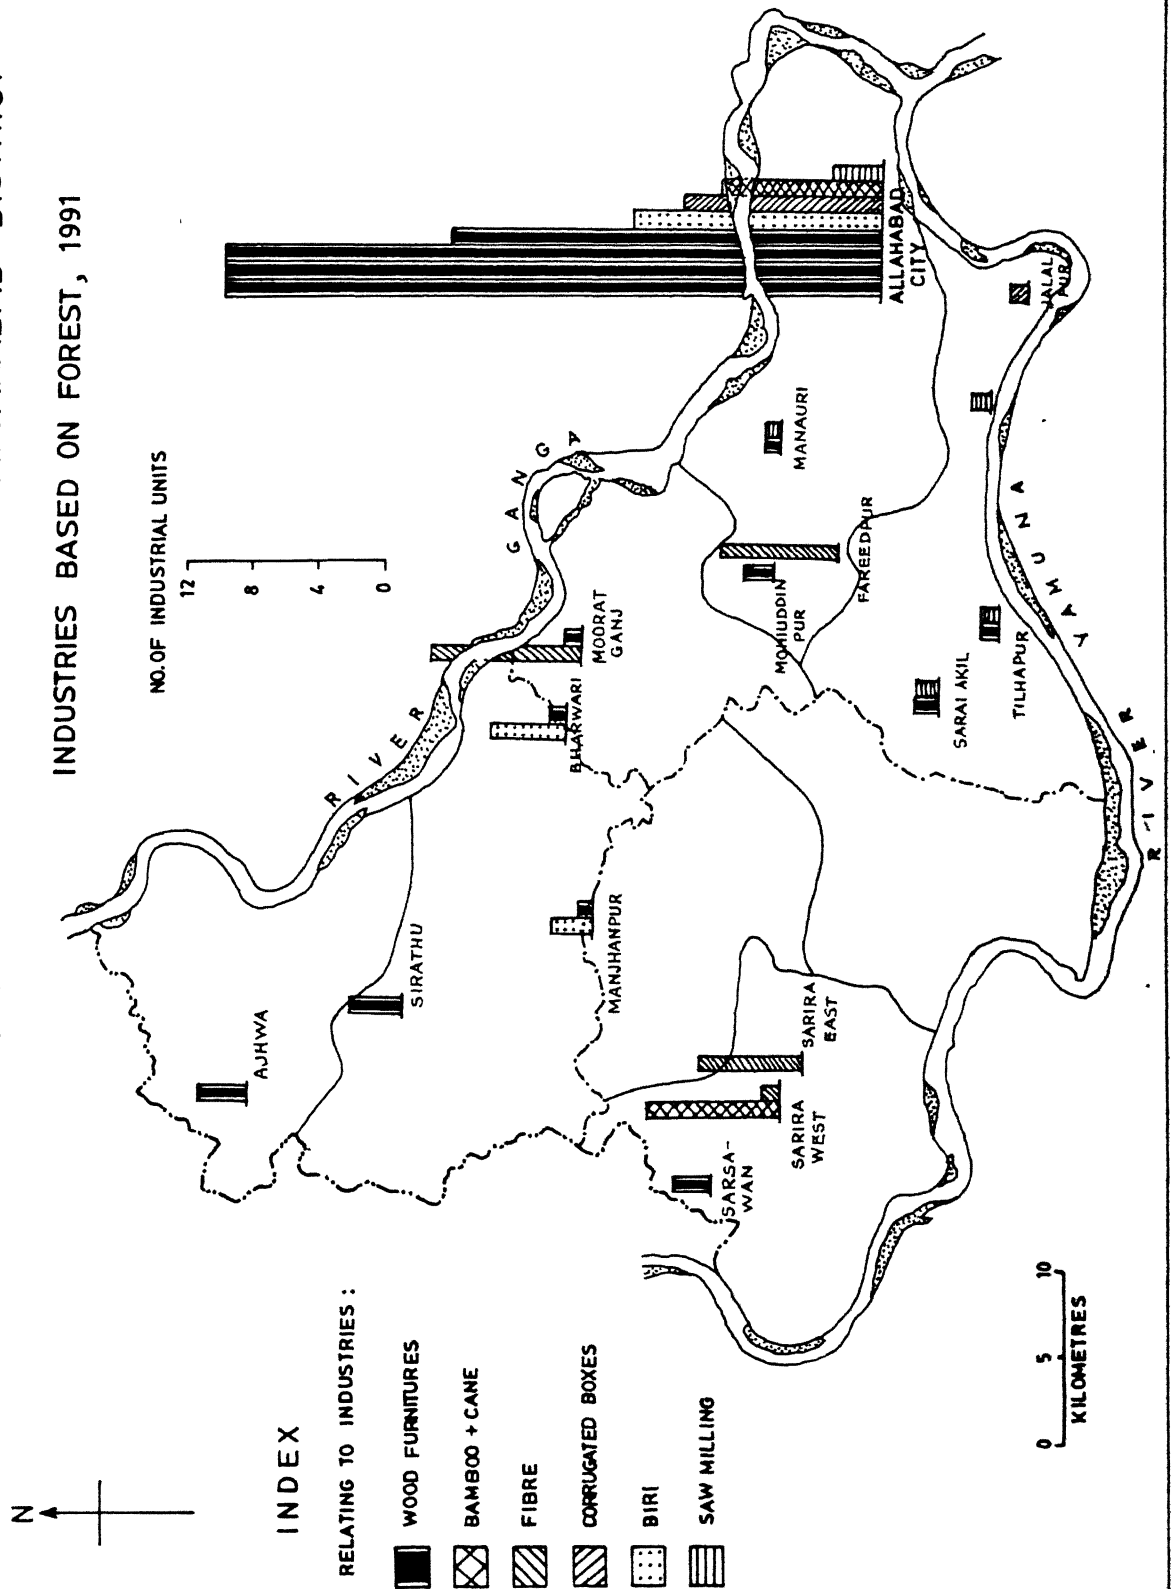 INDUSTRIES BASED ON FOREST, 1991
N
NO. OF INDUSTRIAL UNITS
12
8
4
0
INDEX
RELATING TO INDUSTRIES :
WOOD FURNITURES
BAMBOO + CANE
FIBRE
CORRUGATED BOXES
BIRI
SAW MILLING
RIVER GANGA
AJHWA
SIRATHU
BHARWARI
MOORAT
GANJ
MANJHANPUR
SARSA-
WAN
SARIRA
WEST
SARIRA
EAST
MOHIUDDIN
PUR
FAREEDPUR
MANAURI
ALLAHABAD
CITY
SARAI AKIL
TILHAPUR
JALAL
PUR
RIVER YAMUNA
0 5 10
KILOMETRES